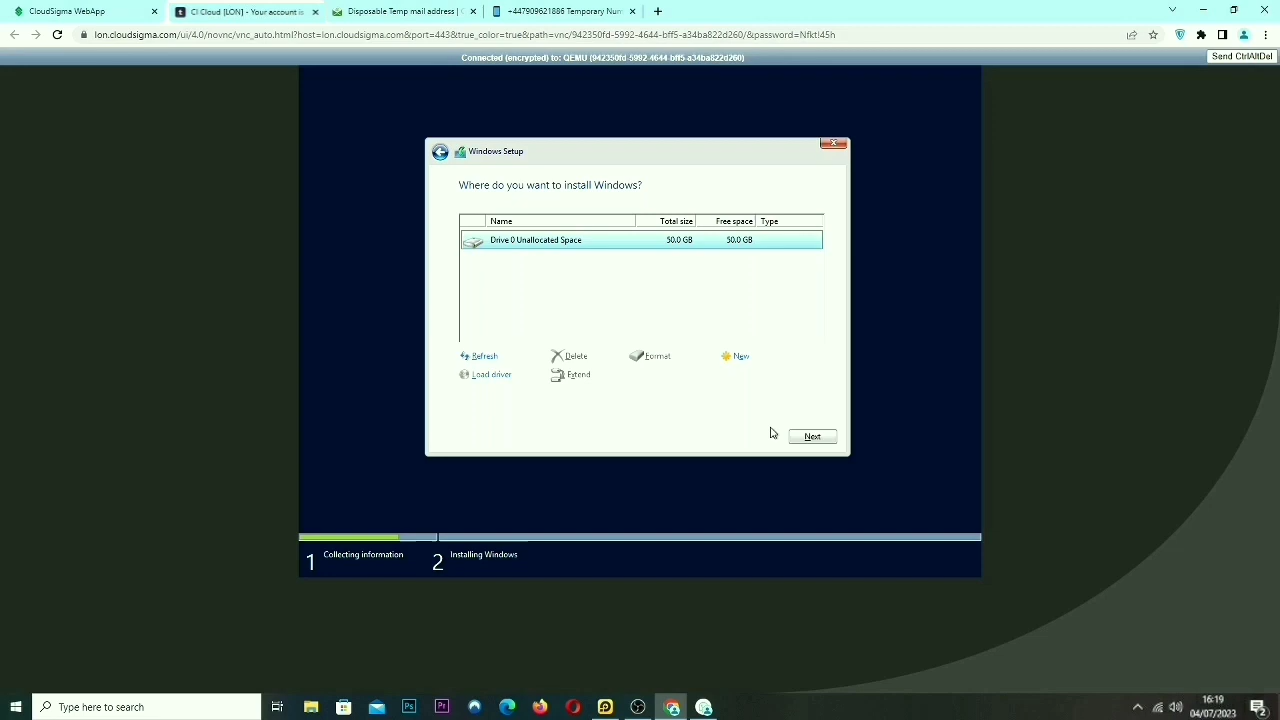 CloudSigma WebApp
CI Cloud [LON] - Your account is
Disposable Temp mail address |
+447909621886 Temporary Num
lon.cloudsigma.com/ui/4.0/novnc/vnc_auto.html?host=lon.cloudsigma.com&port=443&true_color=true&path=vnc/942350fd-5992-4644-bff5-a34ba822d260/&password=Nfkt!45h
Connected (encrypted) to: QEMU (942350fd-5992-4644-bff5-a34ba822d260)
Send CtrlAltDel
Windows Setup
Where do you want to install Windows?
Name Total size Free space Type
Drive 0 Unallocated Space 50.0 GB 50.0 GB
Refresh Delete Format New
Load driver Extend
Next
1 Collecting information 2 Installing Windows
Type here to search
Ps
Pr
16:19
04/07/2023
2